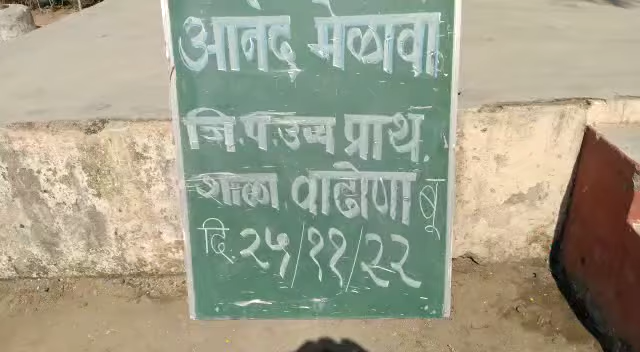 आनंद मेळावा
जि.प.उच्च प्राथ.
शाळा वाढोणा बु
दि. २५/११/२२